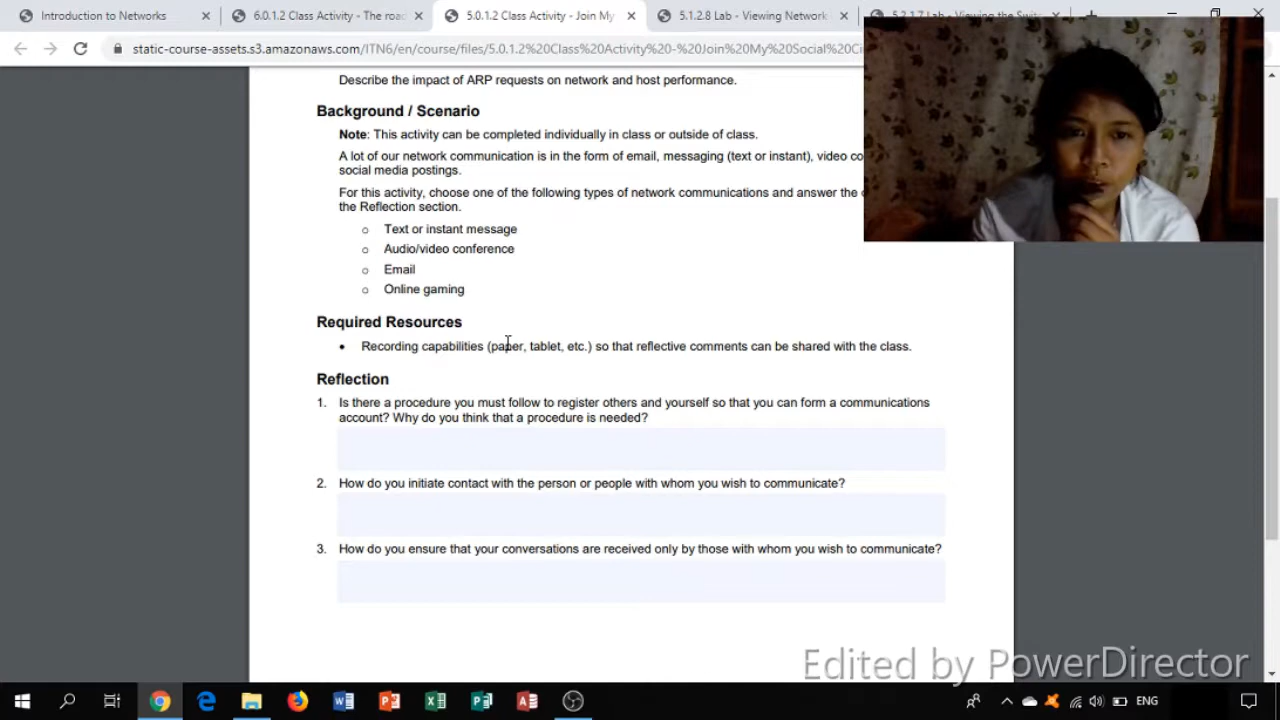 Introduction to Networks
6.0.1.2 Class Activity - The roa
5.0.1.2 Class Activity - Join My
5.1.2.8 Lab - Viewing Network
5.2.1.7 Lab - Viewing the Swit
static-course-assets.s3.amazonaws.com/ITN6/en/course/files/5.0.1.2%20Class%20Activity%20-%20Join%20My%20Social%20Ci
Describe the impact of ARP requests on network and host performance.
Background / Scenario
Note: This activity can be completed individually in class or outside of class.
A lot of our network communication is in the form of email, messaging (text or instant), video co
social media postings.
For this activity, choose one of the following types of network communications and answer the
the Reflection section.
o Text or instant message
o Audio/video conference
o Email
o Online gaming
Required Resources
• Recording capabilities (paper, tablet, etc.) so that reflective comments can be shared with the class.
Reflection
1. Is there a procedure you must follow to register others and yourself so that you can form a communications
account? Why do you think that a procedure is needed?
2. How do you initiate contact with the person or people with whom you wish to communicate?
3. How do you ensure that your conversations are received only by those with whom you wish to communicate?
Edited by PowerDirector
ENG